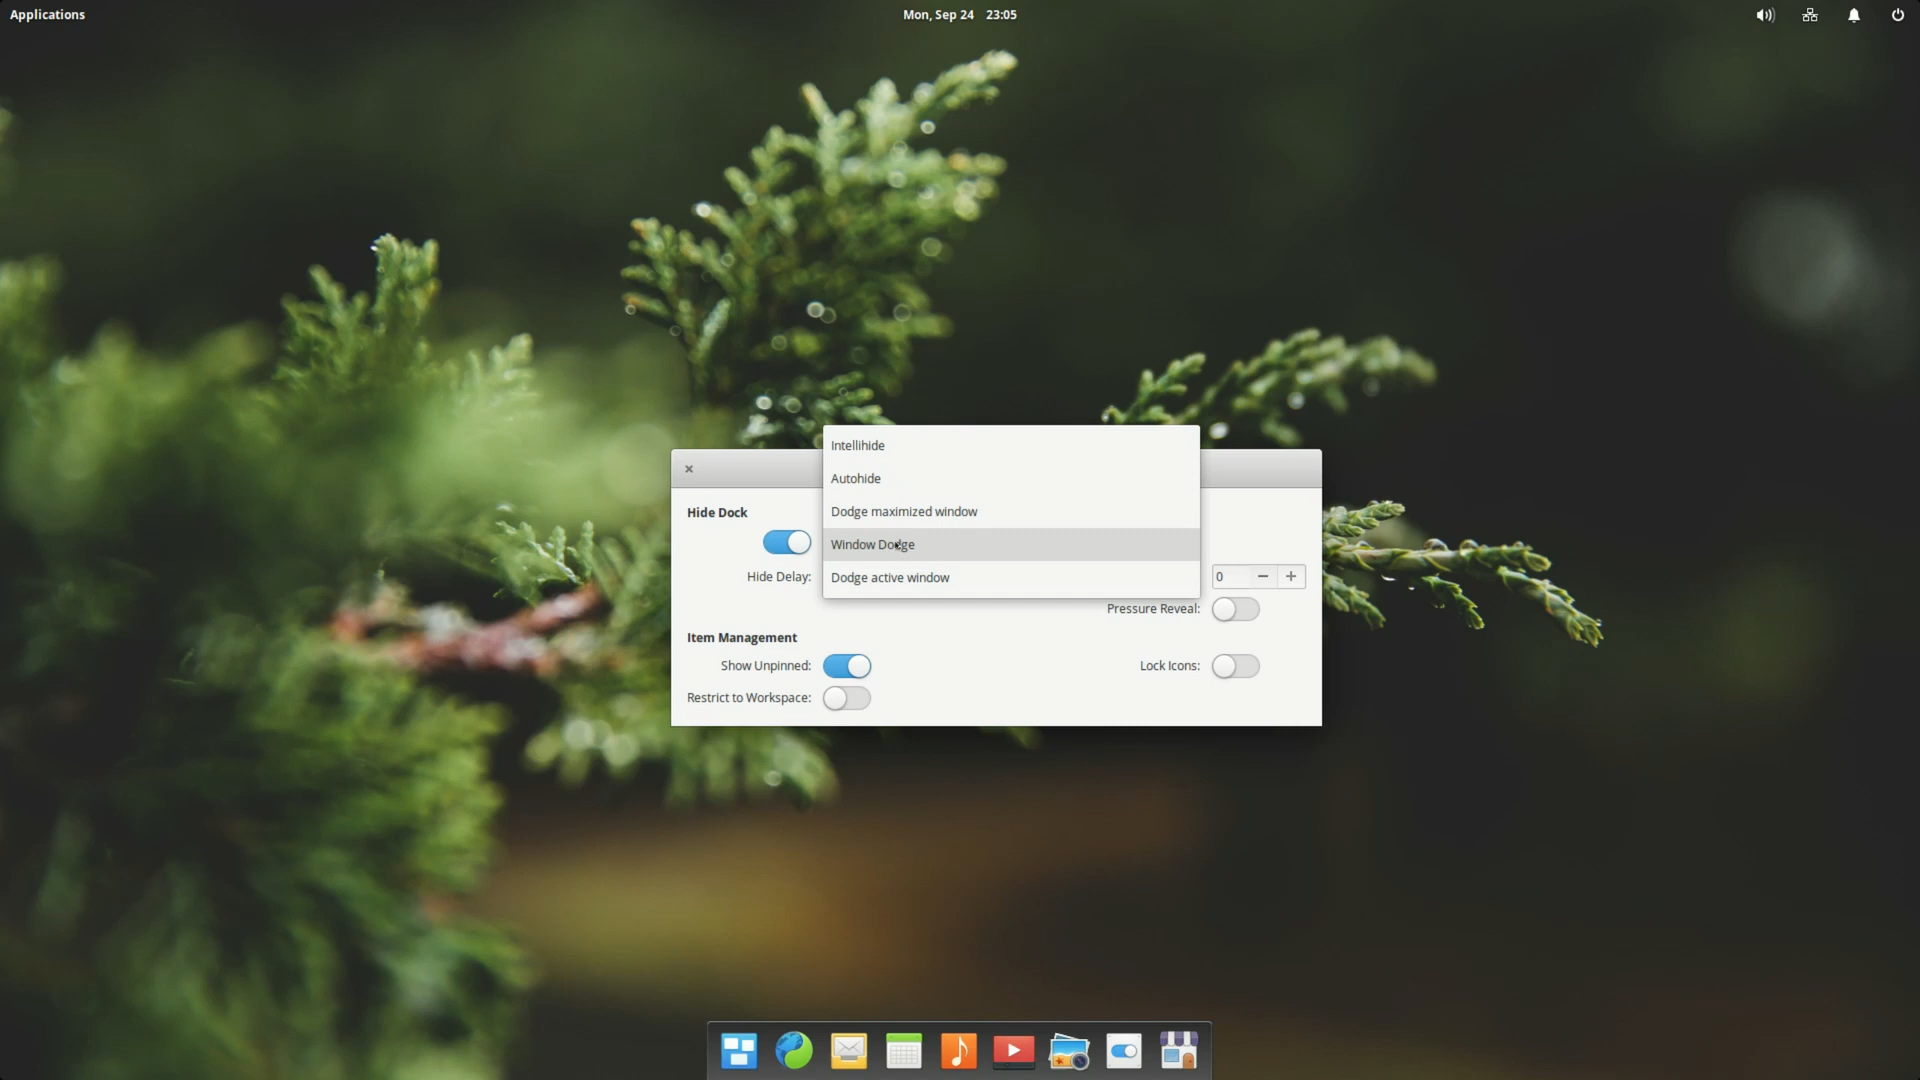 Applications
Mon, Sep 24 23:05
Intellihide
Autohide
Hide Dock
Dodge maximized window
Window Dodge
Hide Delay:
Dodge active window
0
Pressure Reveal:
Item Management
Show Unpinned:
Lock Icons:
Restrict to Workspace: